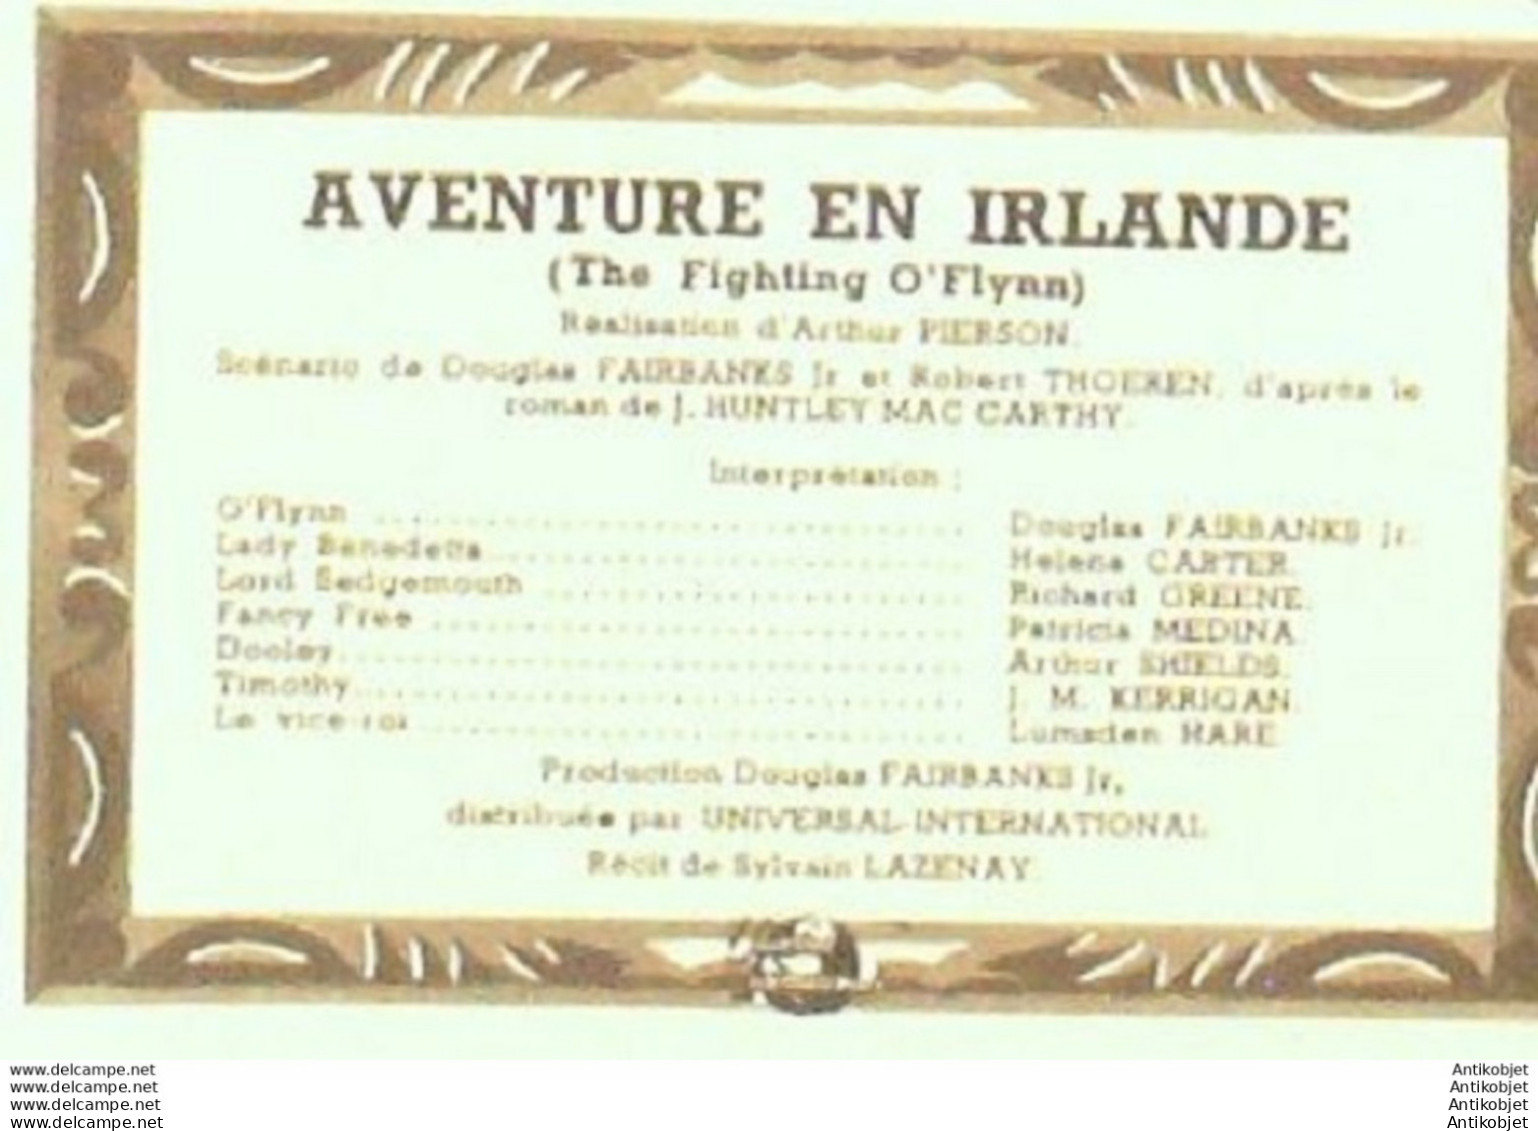 AVENTURE EN IRLANDE
(The Fighting O'Flynn)
Réalisation d'Arthur PIERSON.
Scénario de Douglas FAIRBANKS Jr et Robert THOEREN, d'après le
roman de J. HUNTLEY MAC CARTHY.
Interprétation :
O'Flynn .................... Douglas FAIRBANKS Jr.
Lady Benedetta .................... Helena CARTER.
Lord Sedgemouth .................... Richard GREENE.
Fancy Free .................... Patricia MEDINA.
Dooley .................... Arthur SHIELDS.
Timothy .................... J. M. KERRIGAN.
Le vice-roi .................... Lumsden HARE.
Production Douglas FAIRBANKS Jr,
distribuée par UNIVERSAL-INTERNATIONAL
Récit de Sylvain LAZENAY.
www.delcampe.net
www.delcampe.net
www.delcampe.net
www.delcampe.net
Antikobjet
Antikobjet
Antikobjet
Antikobjet